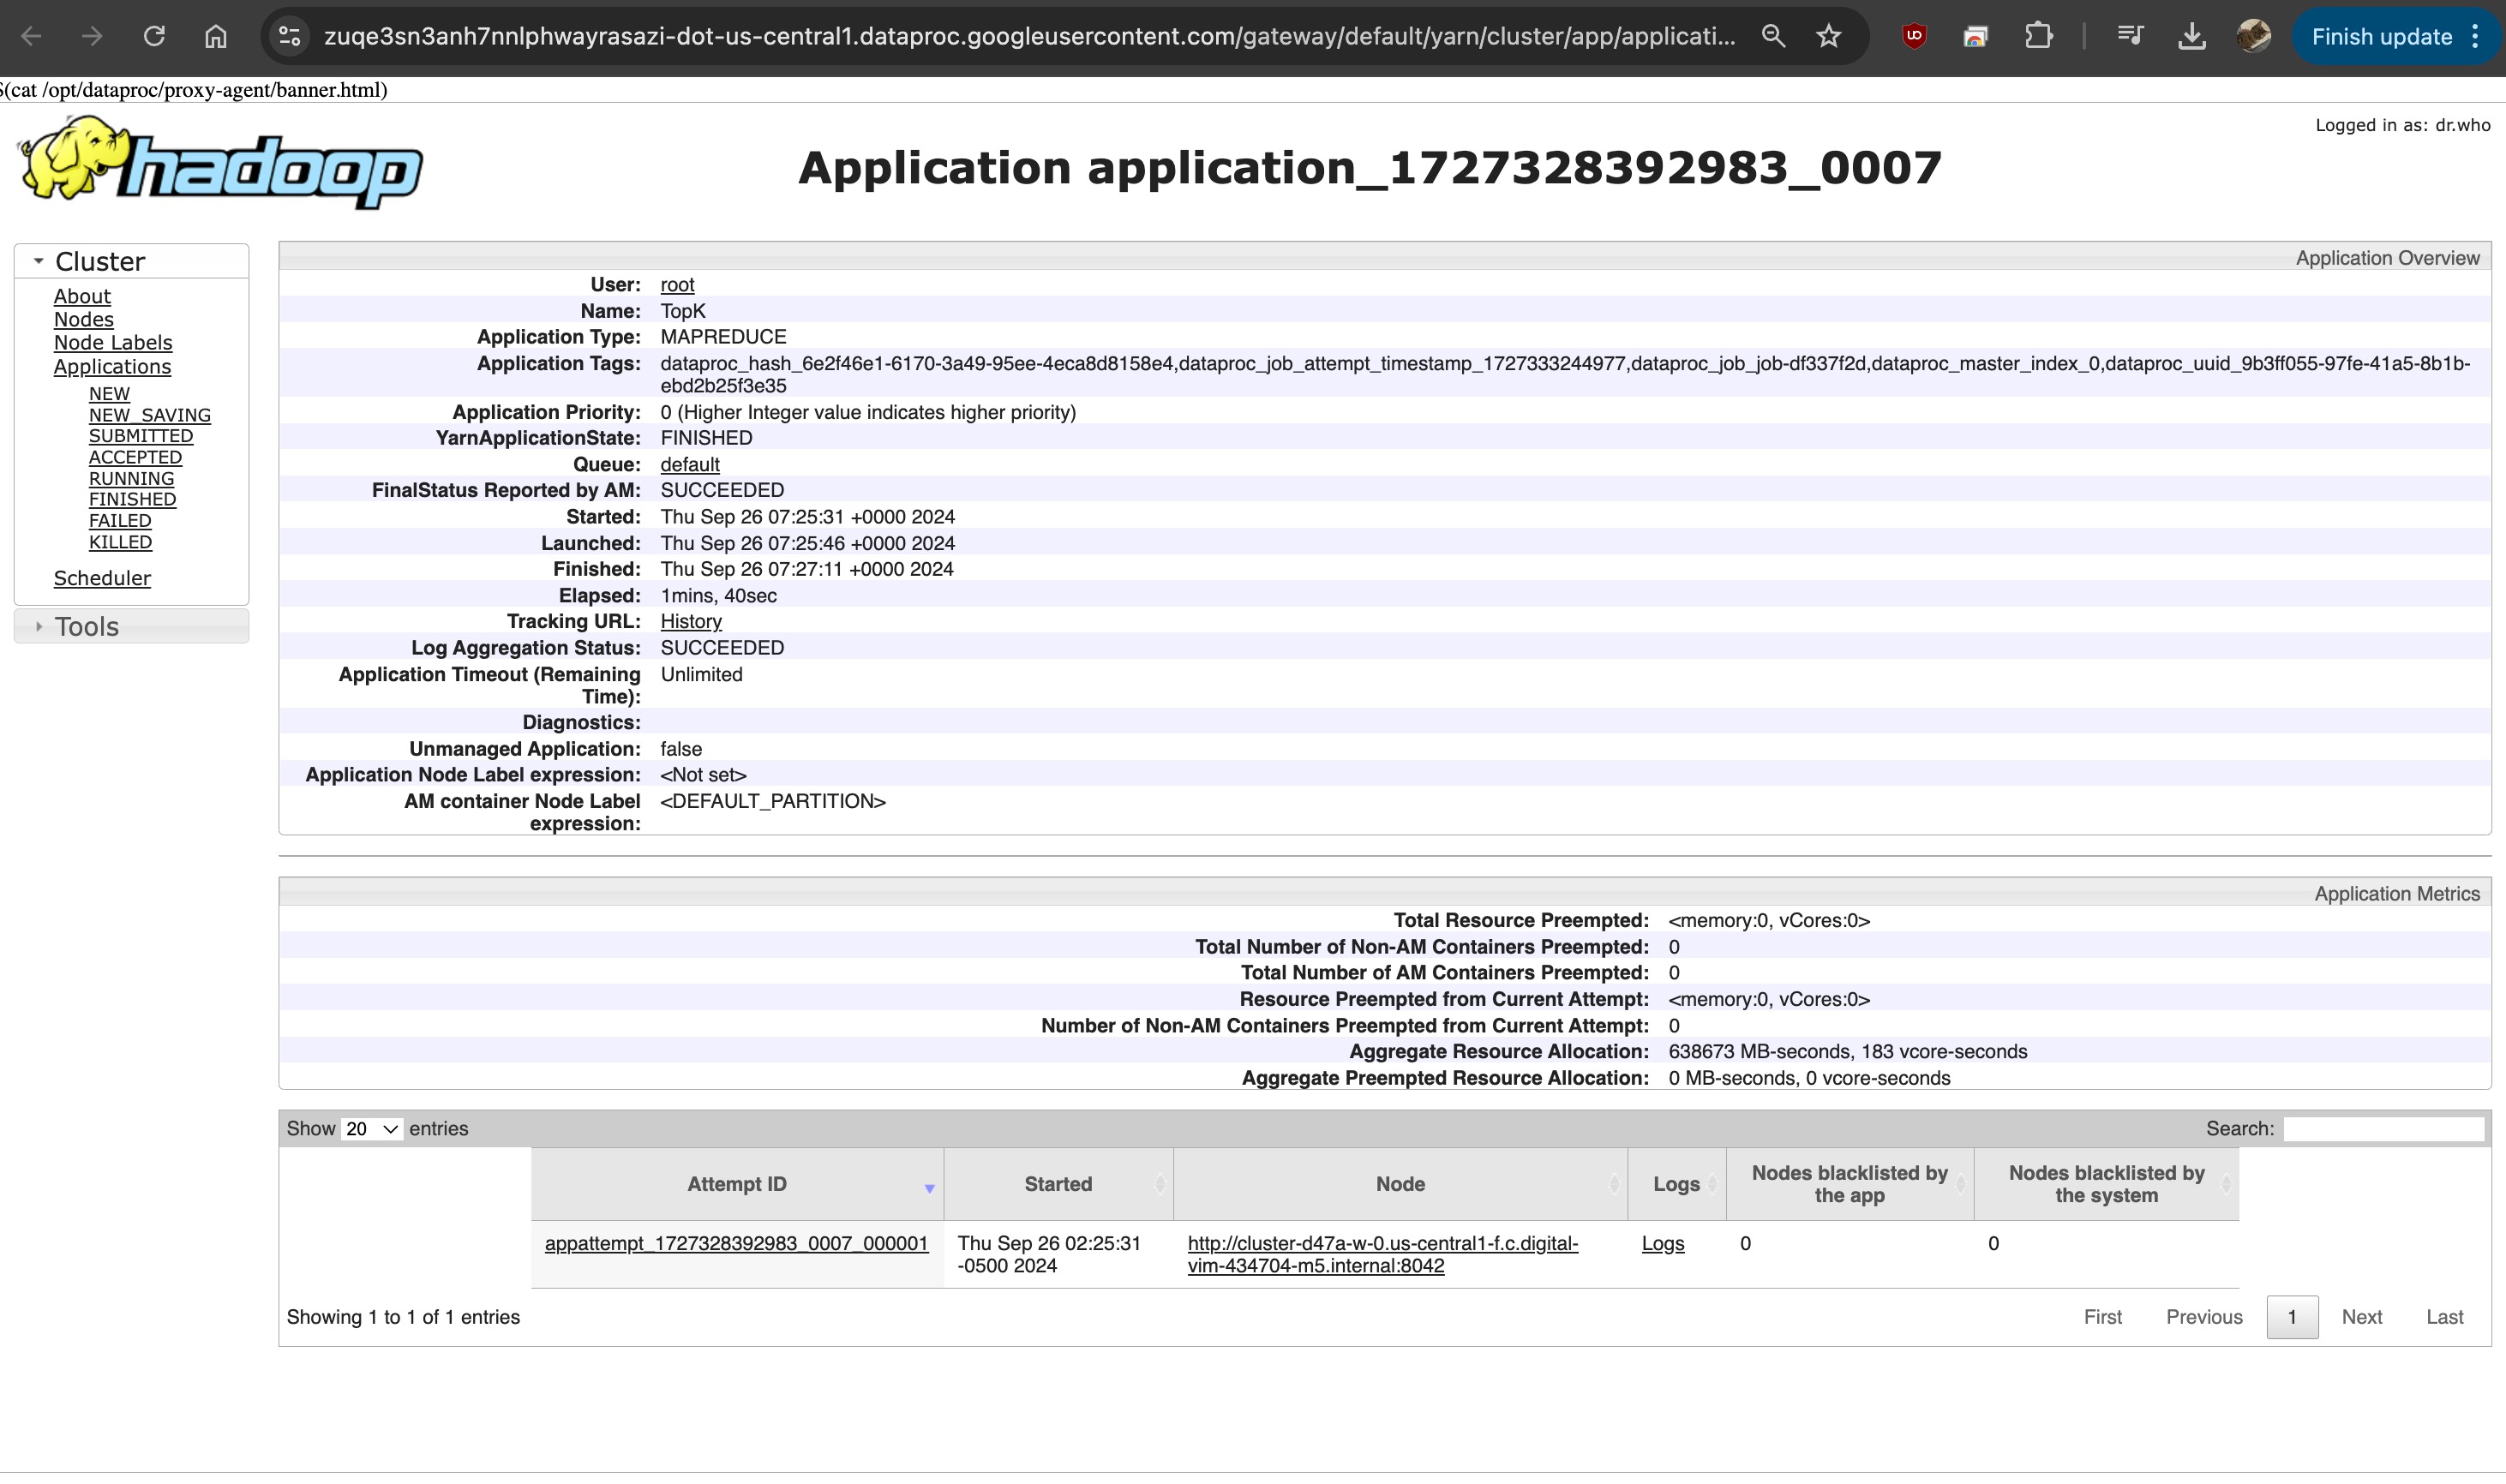 zuqe3sn3anh7nnlphwayrasazi-dot-us-central1.dataproc.googleusercontent.com/gateway/default/yarn/cluster/app/applicati...
Finish update
$(cat /opt/dataproc/proxy-agent/banner.html)
hadoop
Application application_1727328392983_0007
Logged in as: dr.who
Cluster
About
Nodes
Node Labels
Applications
NEW
NEW_SAVING
SUBMITTED
ACCEPTED
RUNNING
FINISHED
FAILED
KILLED
Scheduler
Tools
Application Overview
User: root
Name: TopK
Application Type: MAPREDUCE
Application Tags: dataproc_hash_6e2f46e1-6170-3a49-95ee-4eca8d8158e4,dataproc_job_attempt_timestamp_1727333244977,dataproc_job_job-df337f2d,dataproc_master_index_0,dataproc_uuid_9b3ff055-97fe-41a5-8b1b-
ebd2b25f3e35
Application Priority: 0 (Higher Integer value indicates higher priority)
YarnApplicationState: FINISHED
Queue: default
FinalStatus Reported by AM: SUCCEEDED
Started: Thu Sep 26 07:25:31 +0000 2024
Launched: Thu Sep 26 07:25:46 +0000 2024
Finished: Thu Sep 26 07:27:11 +0000 2024
Elapsed: 1mins, 40sec
Tracking URL: History
Log Aggregation Status: SUCCEEDED
Application Timeout (Remaining Unlimited
Time):
Diagnostics:
Unmanaged Application: false
Application Node Label expression: <Not set>
AM container Node Label <DEFAULT_PARTITION>
expression:
Application Metrics
Total Resource Preempted: <memory:0, vCores:0>
Total Number of Non-AM Containers Preempted: 0
Total Number of AM Containers Preempted: 0
Resource Preempted from Current Attempt: <memory:0, vCores:0>
Number of Non-AM Containers Preempted from Current Attempt: 0
Aggregate Resource Allocation: 638673 MB-seconds, 183 vcore-seconds
Aggregate Preempted Resource Allocation: 0 MB-seconds, 0 vcore-seconds
Show 20 entries
Search:
Attempt ID
Started
Node
Logs
Nodes blacklisted by
the app
Nodes blacklisted by
the system
appattempt_1727328392983_0007_000001
Thu Sep 26 02:25:31
-0500 2024
http://cluster-d47a-w-0.us-central1-f.c.digital-
vim-434704-m5.internal:8042
Logs
0
0
Showing 1 to 1 of 1 entries
First Previous 1 Next Last